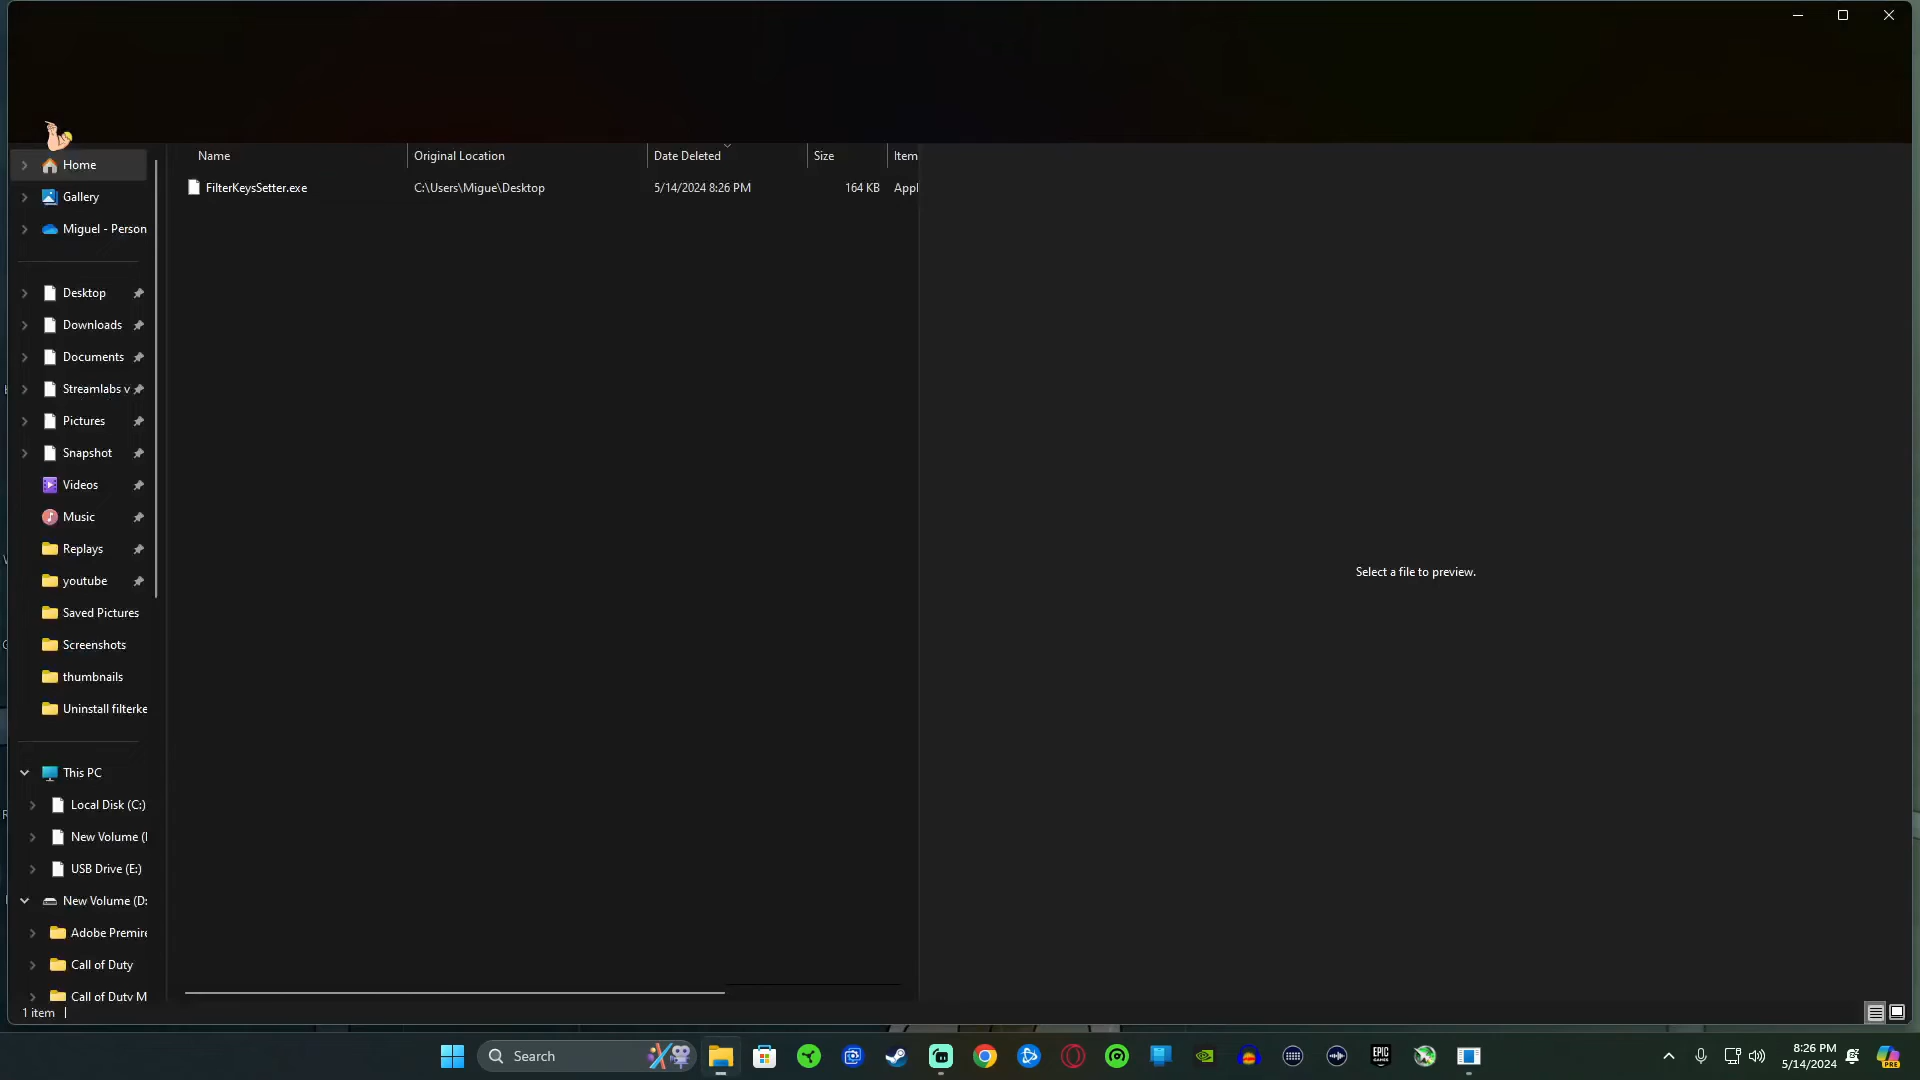 Name Original Location Date Deleted Size Item
FilterKeysSetter.exe C:\Users\Migue\Desktop 5/14/2024 8:26 PM 164 KB Appl
Home
Gallery
Miguel - Person
Desktop
Downloads
Documents
Streamlabs v
Pictures
Snapshot
Videos
Music
Replays
youtube
Saved Pictures
Screenshots
thumbnails
Uninstall filterke
This PC
Local Disk (C:)
New Volume (
USB Drive (E:)
New Volume (D:
Adobe Premire
Call of Duty
Call of Duty M
Select a file to preview.
1 item
Search
EPIC GAMES
PRE
8:26 PM
5/14/2024